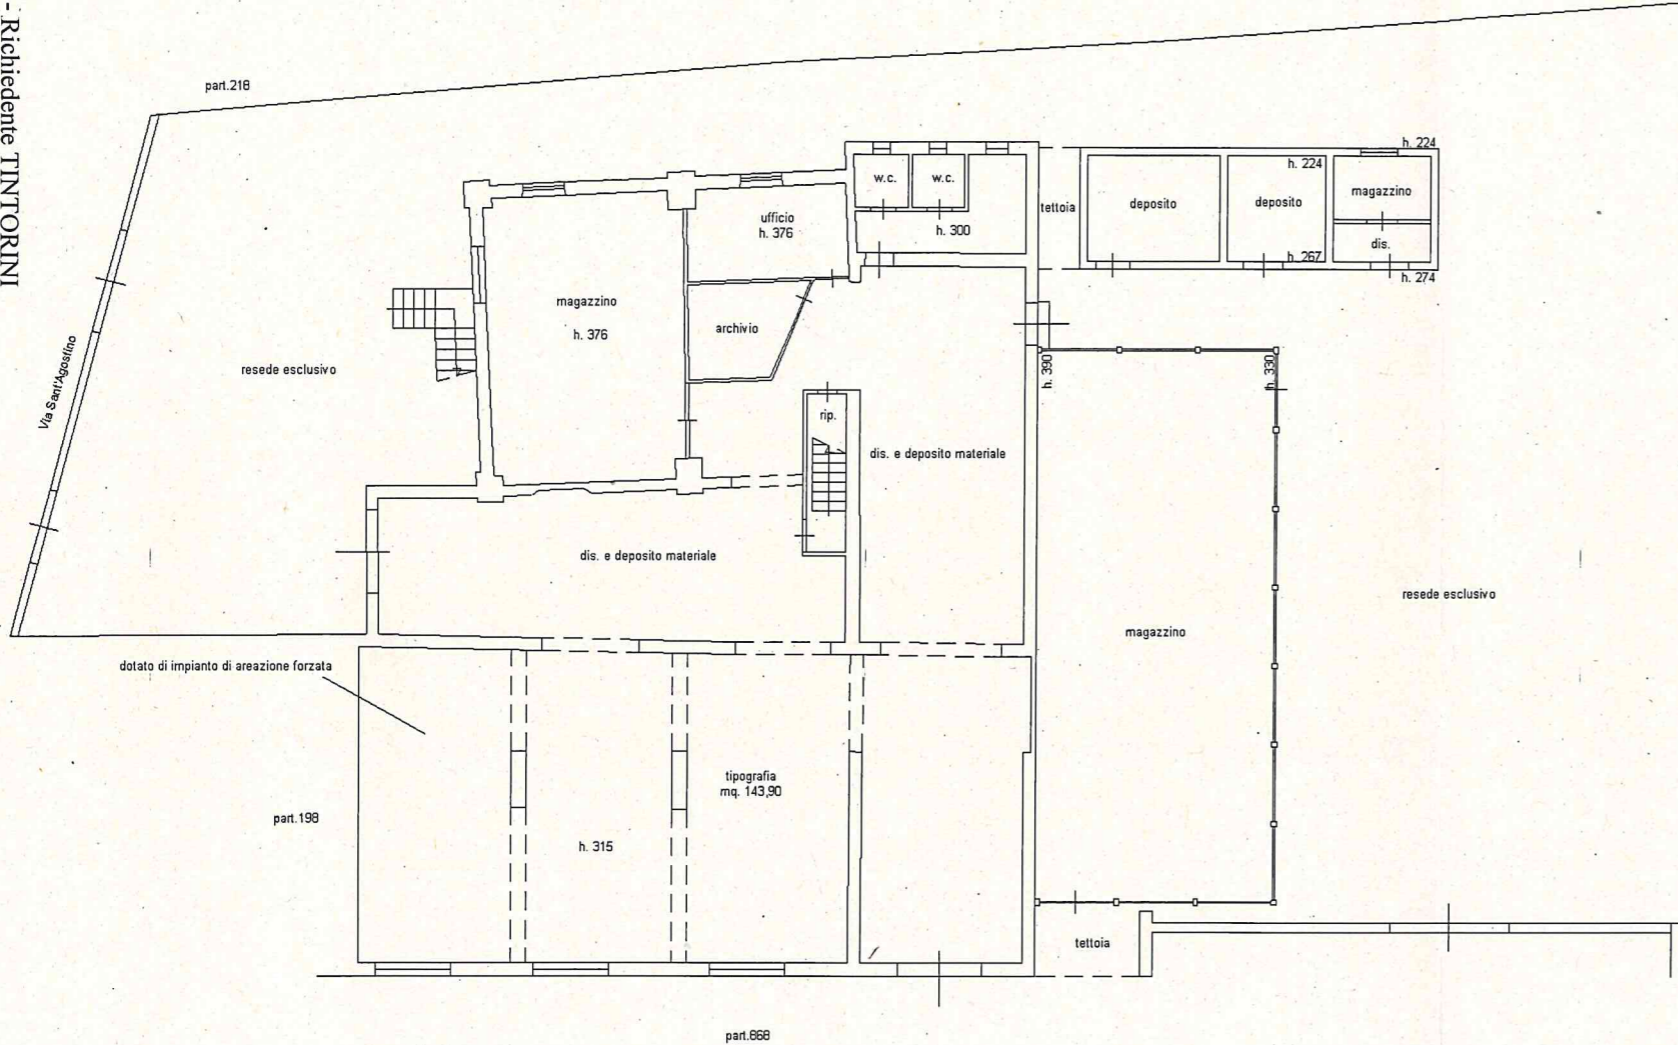 - Richiedente TINTORINI
part.218
w.c.
w.c.
h. 224
h. 224
magazzino
tettoia
deposito
deposito
ufficio
h. 376
h. 300
dis.
h. 267
h. 274
magazzino
h. 376
archivio
resede esclusivo
Via Sant'Agostino
h. 390
h. 330
rip.
dis. e deposito materiale
dis. e deposito materiale
resede esclusivo
magazzino
dotato di impianto di areazione forzata
tipografia
mq. 143,90
part.198
h. 315
tettoia
part.868